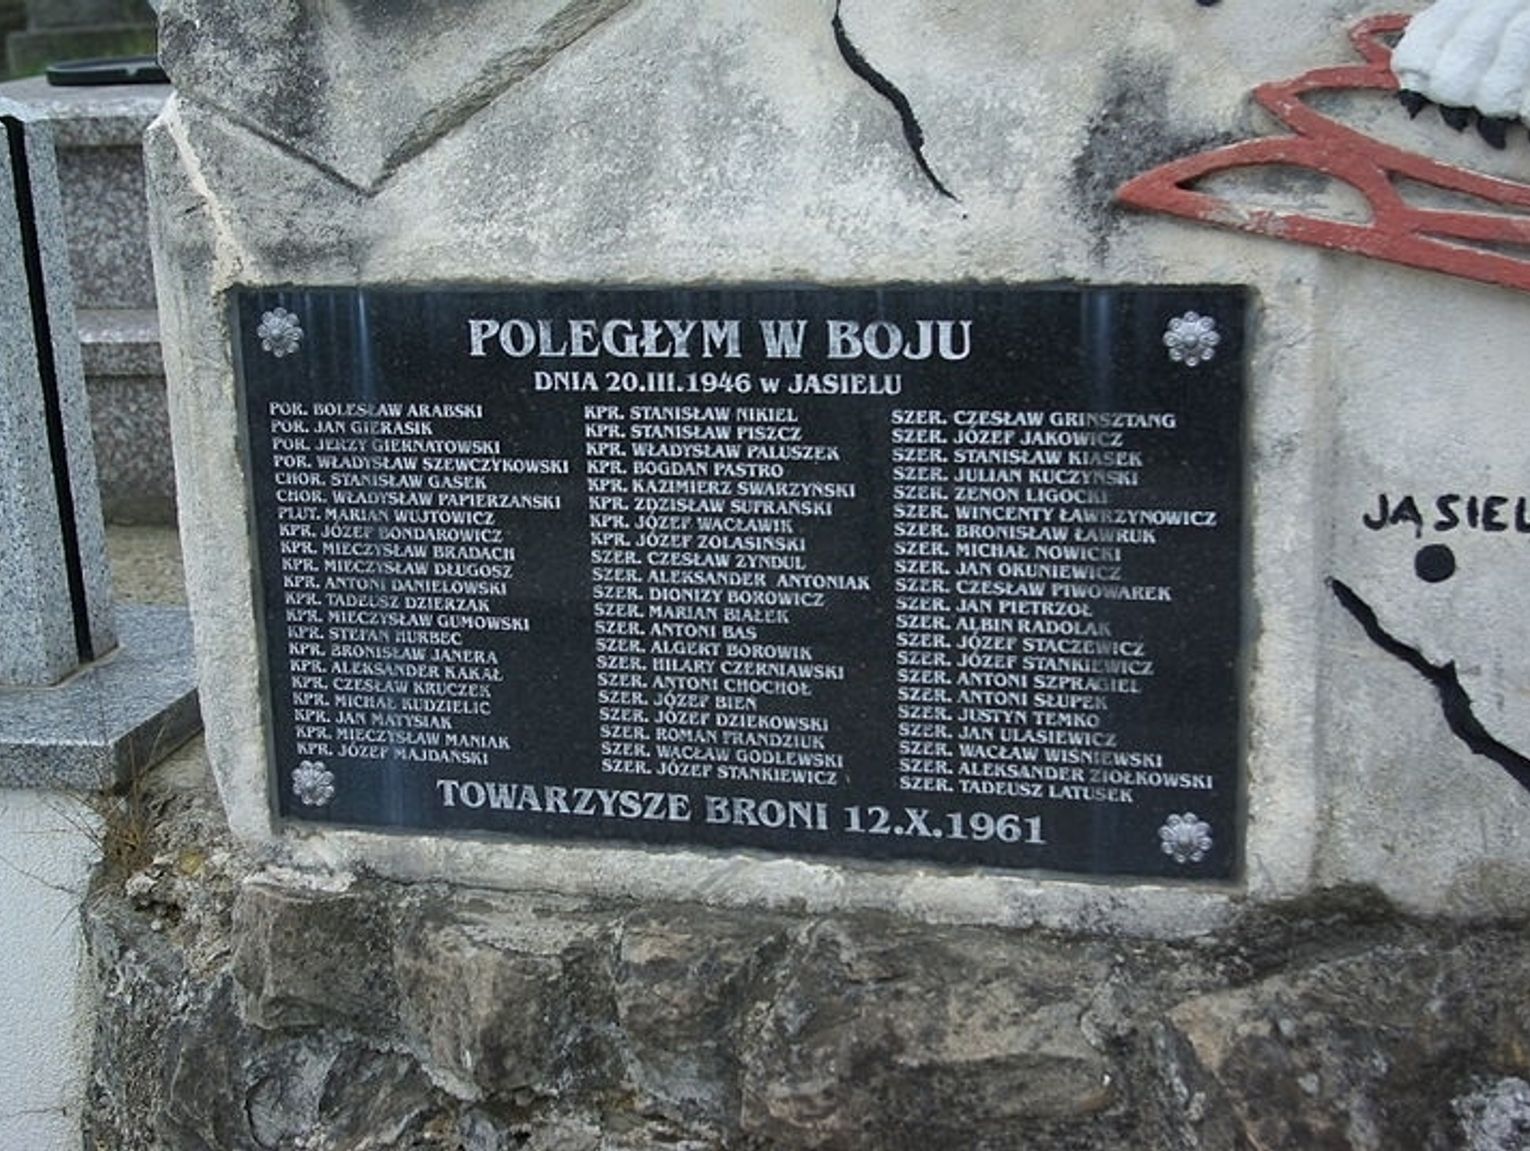 POLEGŁYM W BOJU
DNIA 20.III.1946 W JASIELU
POR. BOLESŁAW ARABSKI
POR. JAN GIERASIK
POR. JERZY GIERNATOWSKI
POR. WŁADYSŁAW SZEWCZYKOWSKI
CHOR. STANISŁAW GĄSEK
CHOR. WŁADYSŁAW PAPIERZAŃSKI
PLUT. MARIAN WUJTOWICZ
KPR. JÓZEF BONDAROWICZ
KPR. MIECZYSŁAW BRADACH
KPR. MIECZYSŁAW DŁUGOSZ
KPR. ANTONI DANIELOWSKI
KPR. TADEUSZ DZIERZAK
KPR. MIECZYSŁAW GUMOWSKI
KPR. STEFAN HURBEC
KPR. BRONISŁAW JANERA
KPR. ALEKSANDER KAKAŁ
KPR. CZESŁAW KRUCZEK
KPR. MICHAŁ KUDZIELIC
KPR. JAN MATYSIAK
KPR. MIECZYSŁAW MANIAK
KPR. JÓZEF MAJDAŃSKI
KPR. STANISŁAW NIKIEL
KPR. STANISŁAW PISZCZ
KPR. WŁADYSŁAW PALUSZEK
KPR. BOGDAN PASTRO
KPR. KAZIMIERZ SWARZYŃSKI
KPR. ZDZISŁAW SUFRAŃSKI
KPR. JÓZEF WACŁAWIK
KPR. JÓZEF ZOLASIŃSKI
SZER. CZESŁAW ZYNDUL
SZER. ALEKSANDER ANTONIAK
SZER. DIONIZY BOROWICZ
SZER. MARIAN BIAŁEK
SZER. ANTONI BAS
SZER. ALGERT BOROWIK
SZER. HILARY CZERNIAWSKI
SZER. ANTONI CHOCHOŁ
SZER. JÓZEF BIEŃ
SZER. JÓZEF DZIEKOWSKI
SZER. ROMAN FRANDZIUK
SZER. WACŁAW GODLEWSKI
SZER. JÓZEF STANKIEWICZ
SZER. CZESŁAW GRINSZTANG
SZER. JÓZEF JAKOWICZ
SZER. STANISŁAW KIASEK
SZER. JULIAN KUCZYŃSKI
SZER. ZENON LIGOCKI
SZER. WINCENTY ŁAWRZYNOWICZ
SZER. BRONISŁAW ŁAWRUK
SZER. MICHAŁ NOWICKI
SZER. JAN OKUNIEWICZ
SZER. CZESŁAW PIWOWAREK
SZER. JAN PIETRZOŁ
SZER. ALBIN RADOLAK
SZER. JÓZEF STACZEWICZ
SZER. JÓZEF STANKIEWICZ
SZER. ANTONI SZPRAGIEL
SZER. ANTONI SŁUPEK
SZER. JUSTYN TEMKO
SZER. JAN ULASIEWICZ
SZER. WACŁAW WIŚNIEWSKI
SZER. ALEKSANDER ZIÓŁKOWSKI
SZER. TADEUSZ LATUSEK
TOWARZYSZE BRONI 12.X.1961
JĄSIEL